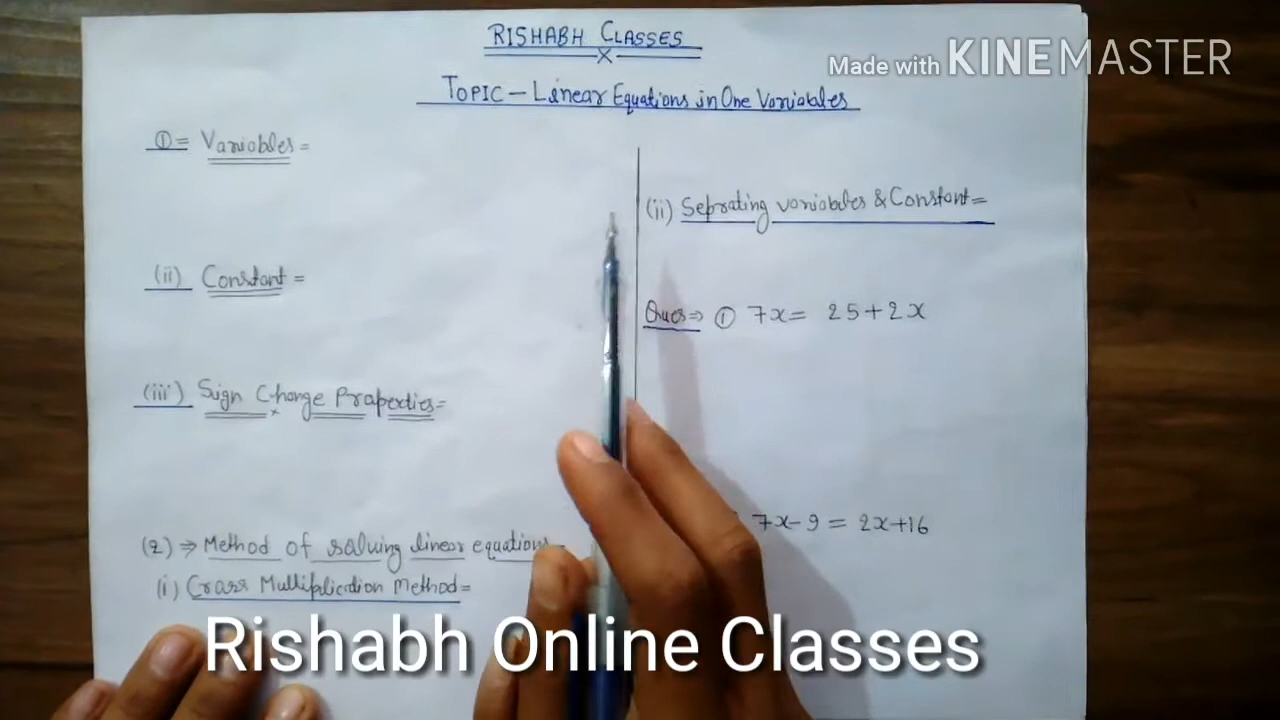 RISHABH CLASSES
Made with KINEMASTER
TOPIC - Linear Equations in One Variables
① = Variables =
(ii) Constant =
(iii) Sign Change Properties =
(2) ⇒ Method of solving linear equations -
(i) Cross Multiplication Method =
(ii) Seprating variables & Constant =
Ques ⇒ ① 7x = 25 + 2x
7x - 9 = 2x + 16
Rishabh Online Classes